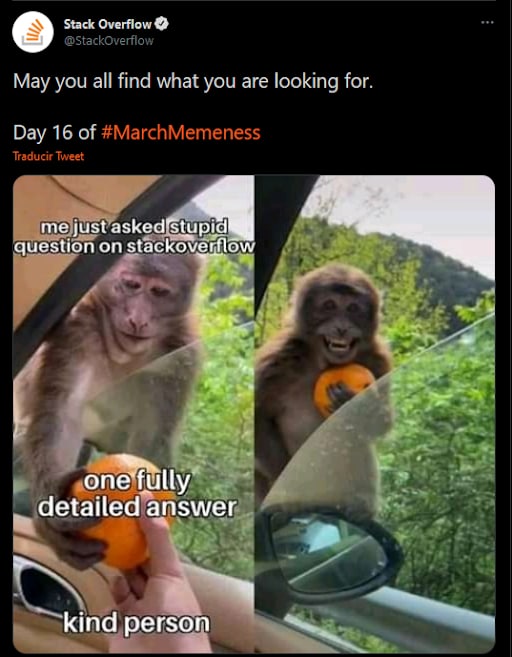 Stack Overflow
@StackOverflow
May you all find what you are looking for.
Day 16 of #MarchMemeness
Traducir Tweet
me just asked stupid
question on stackoverflow
one fully
detailed answer
kind person